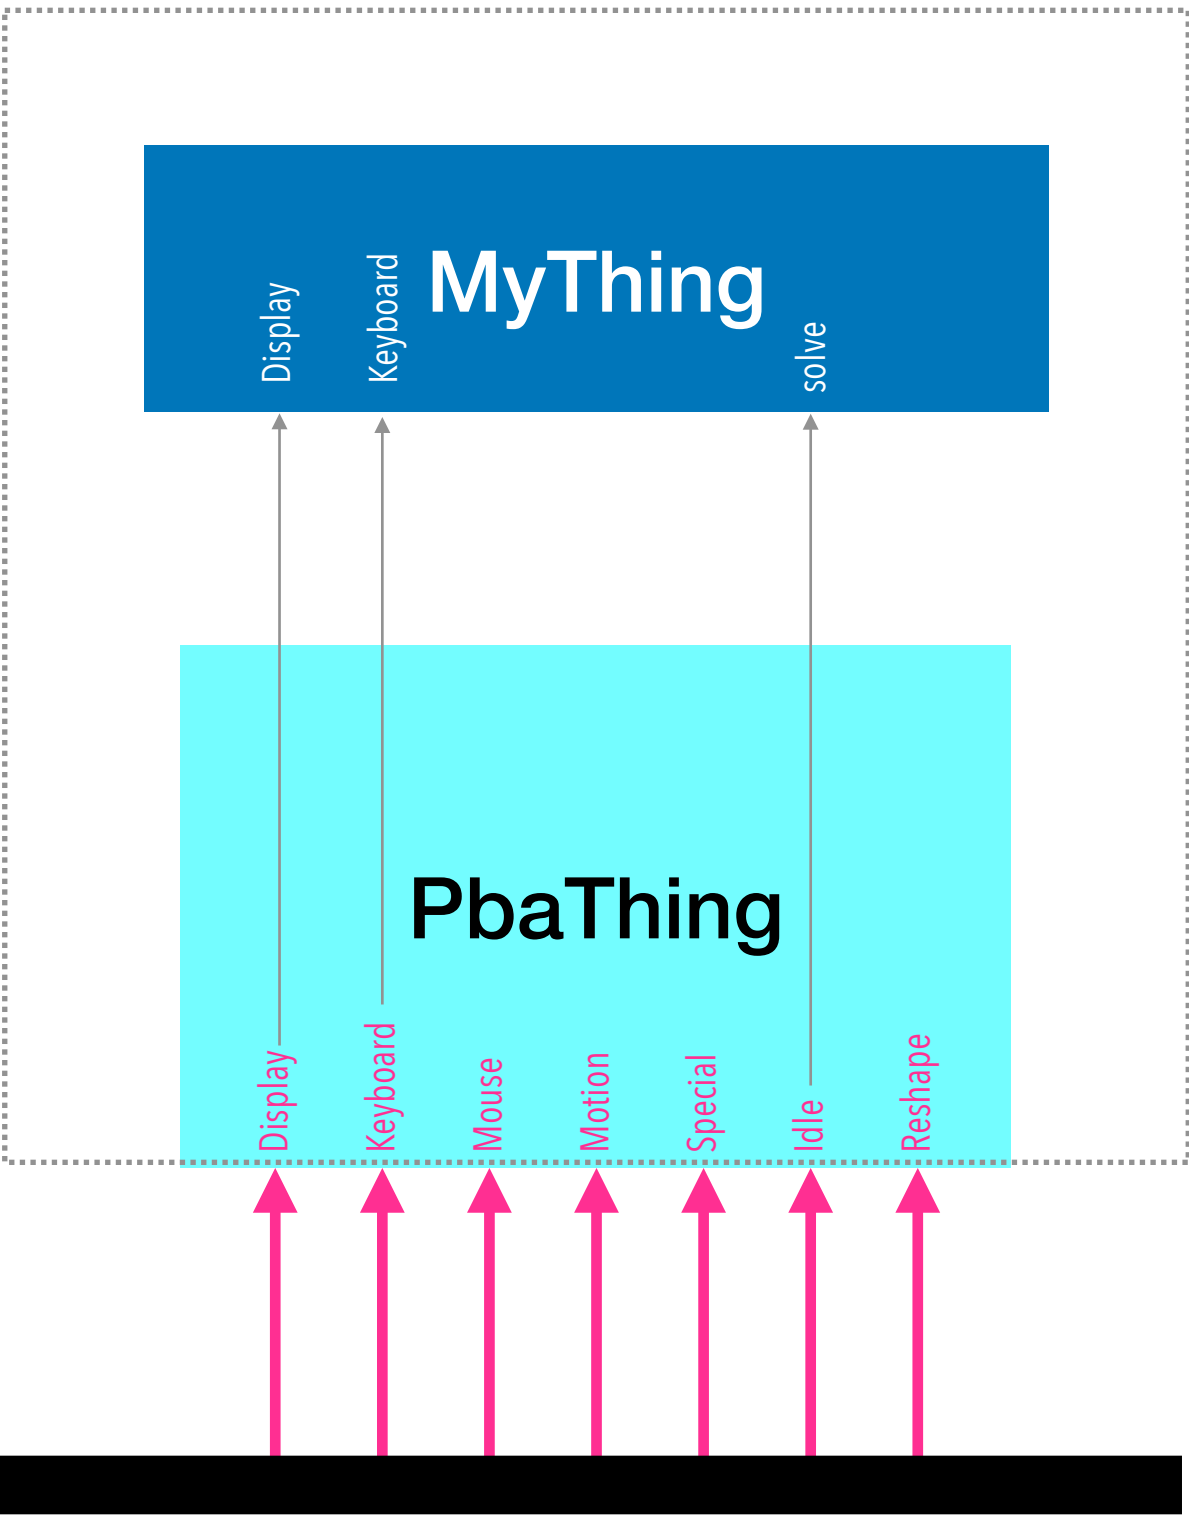 MyThing
Display
Keyboard
solve
PbaThing
Display
Keyboard
Mouse
Motion
Special
Idle
Reshape